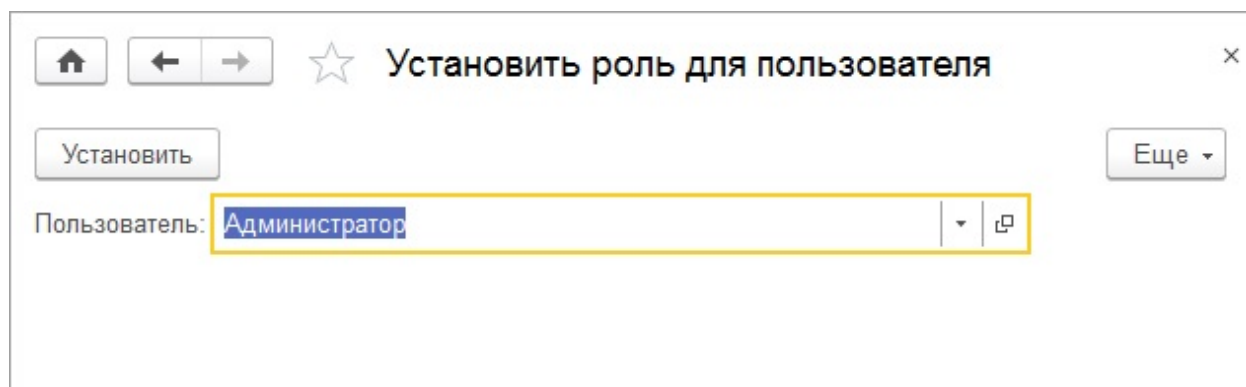 Установить роль для пользователя
Установить
Еще
Пользователь: Администратор